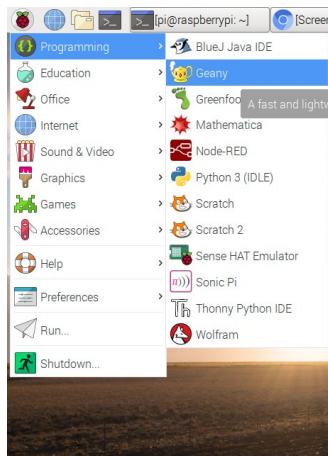 [pi@raspberrypi: ~]
[Screen
Programming
Education
Office
Internet
Sound & Video
Graphics
Games
Accessories
Help
Preferences
Run...
Shutdown...
BlueJ Java IDE
Geany
Greenfoo
A fast and lightw
Mathematica
Node-RED
Python 3 (IDLE)
Scratch
Scratch 2
Sense HAT Emulator
Sonic Pi
Thonny Python IDE
Wolfram